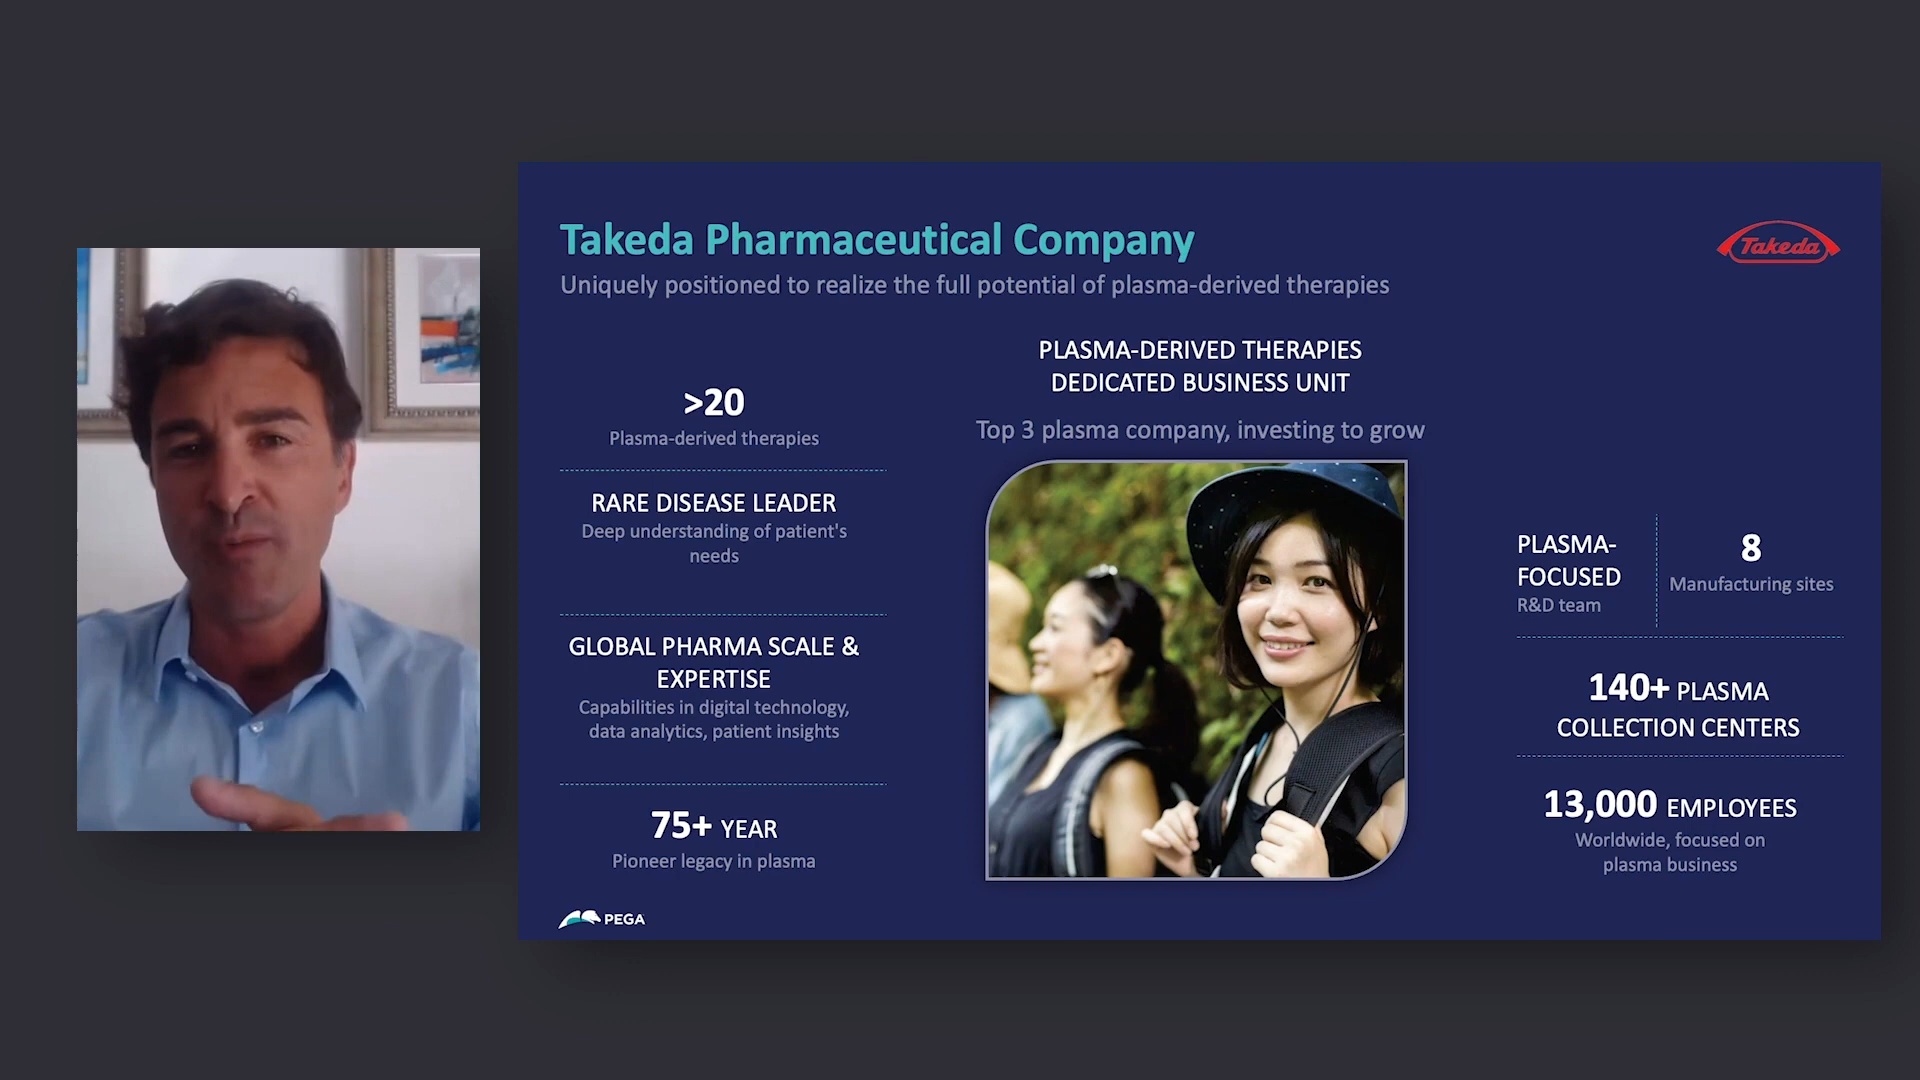 Takeda Pharmaceutical Company
Uniquely positioned to realize the full potential of plasma-derived therapies
Takeda
>20
Plasma-derived therapies
RARE DISEASE LEADER
Deep understanding of patient's
needs
GLOBAL PHARMA SCALE &
EXPERTISE
Capabilities in digital technology,
data analytics, patient insights
75+ YEAR
Pioneer legacy in plasma
PLASMA-DERIVED THERAPIES
DEDICATED BUSINESS UNIT
Top 3 plasma company, investing to grow
PLASMA-
FOCUSED
R&D team
8
Manufacturing sites
140+ PLASMA
COLLECTION CENTERS
13,000 EMPLOYEES
Worldwide, focused on
plasma business
PEGA